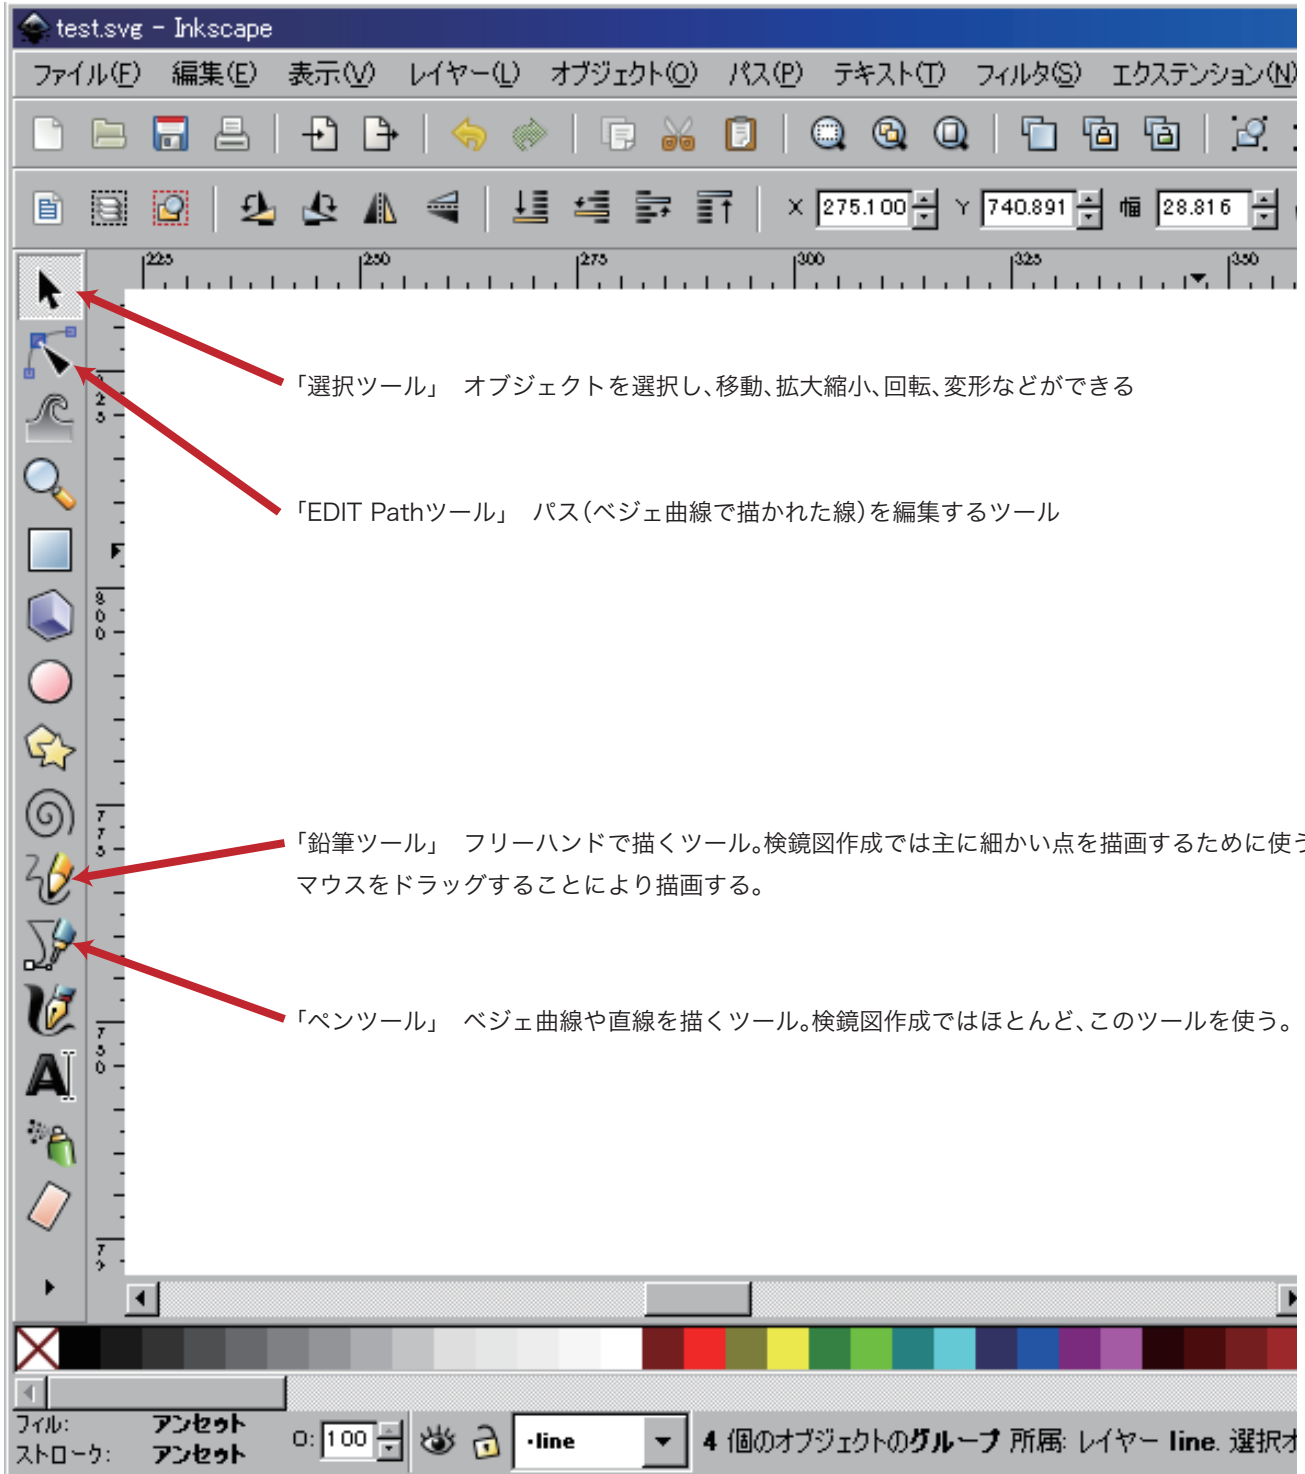 test.svg - Inkscape
ファイル(F) 編集(E) 表示(V) レイヤー(L) オブジェクト(O) パス(P) テキスト(T) フィルタ(S) エクステンション(N)
X 275.100 Y 740.891 幅 28.816
225 250 275 300 325 350
「選択ツール」 オブジェクトを選択し、移動、拡大縮小、回転、変形などができる
「EDIT Pathツール」 パス(ベジェ曲線で描かれた線)を編集するツール
800
「鉛筆ツール」 フリーハンドで描くツール。検鏡図作成では主に細かい点を描画するために使う
マウスをドラッグすることにより描画する。
775
「ペンツール」 ベジェ曲線や直線を描くツール。検鏡図作成ではほとんど、このツールを使う。
750
フィル: アンセット
ストローク: アンセット
O: 100
•line
4 個のオブジェクトのグループ 所属: レイヤー line. 選択オ